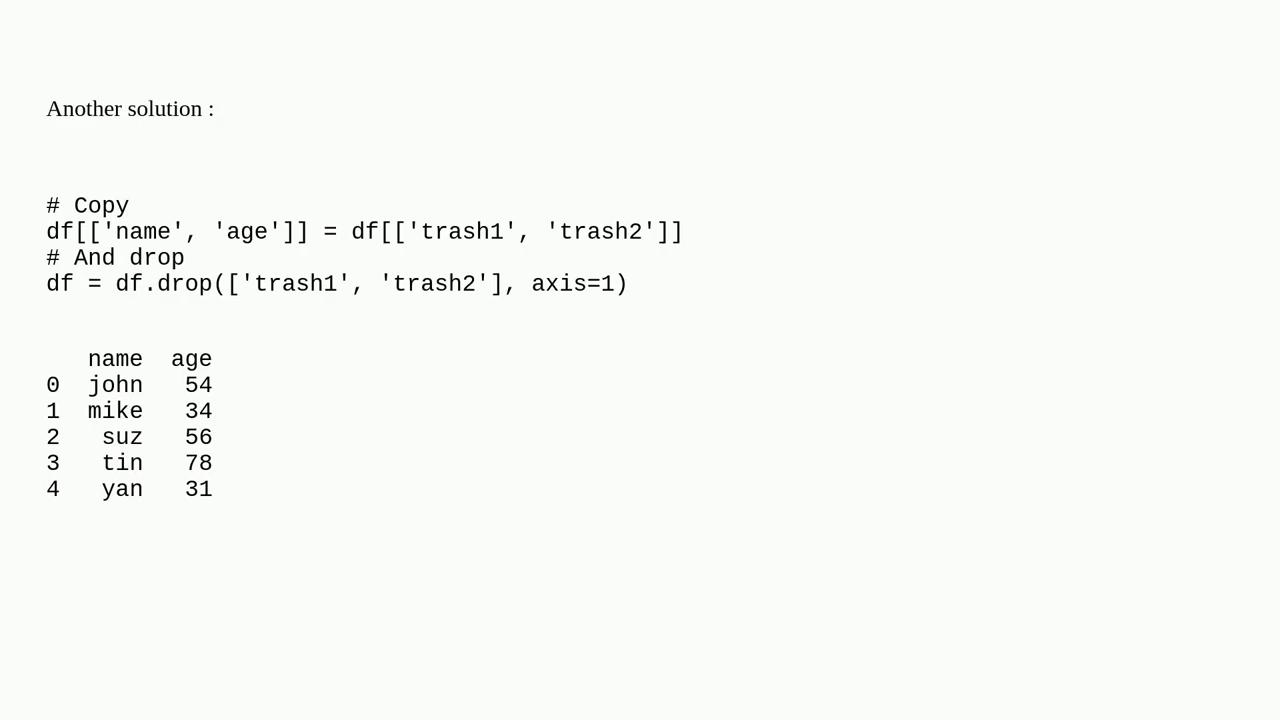 Another solution :
# Copy
df[['name', 'age']] = df[['trash1', 'trash2']]
# And drop
df = df.drop(['trash1', 'trash2'], axis=1)
   name  age
0  john   54
1  mike   34
2   suz   56
3   tin   78
4   yan   31